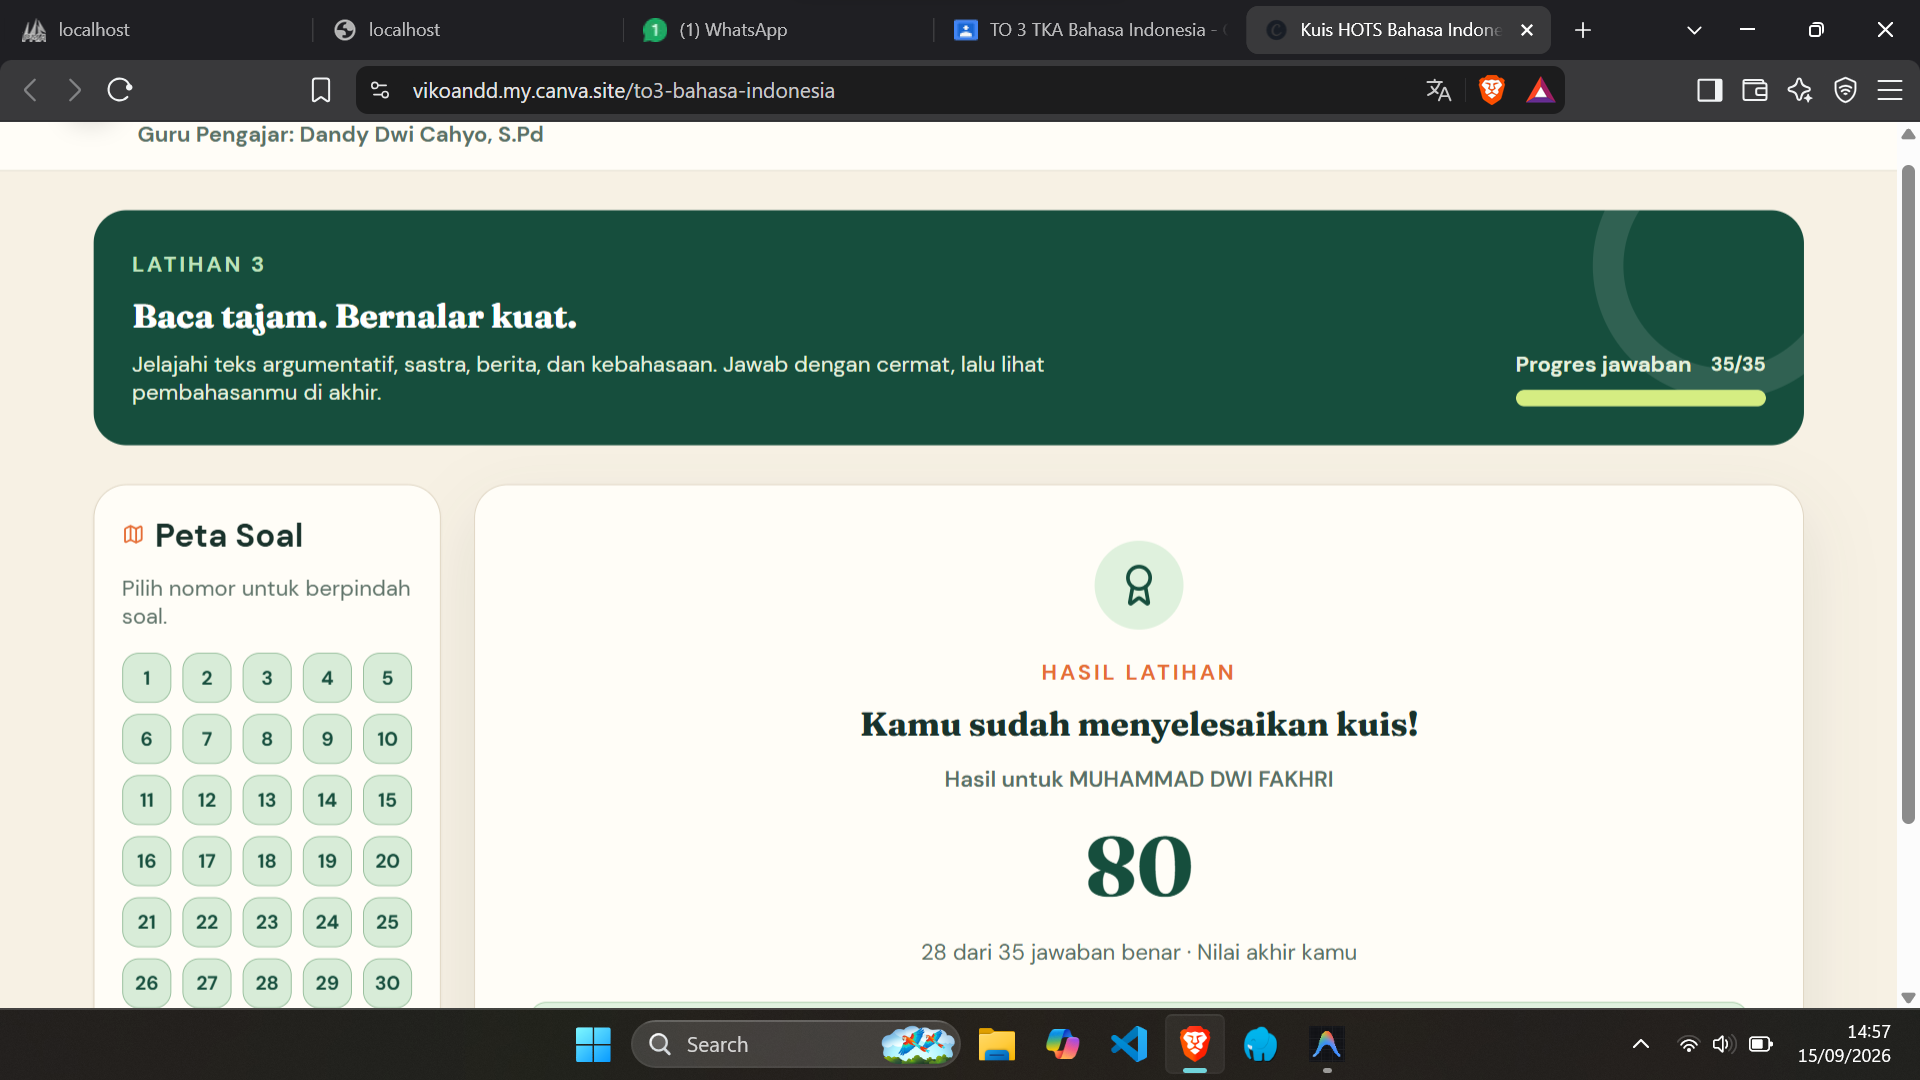 localhost
localhost
1
(1) WhatsApp
TO 3 TKA Bahasa Indonesia -
Kuis HOTS Bahasa Indone
vikoandd.my.canva.site/to3-bahasa-indonesia
Guru Pengajar: Dandy Dwi Cahyo, S.Pd
LATIHAN 3
Baca tajam. Bernalar kuat.
Jelajahi teks argumentatif, sastra, berita, dan kebahasaan. Jawab dengan cermat, lalu lihat
pembahasanmu di akhir.
Progres jawaban 35/35
Peta Soal
Pilih nomor untuk berpindah
soal.
1 2 3 4 5
6 7 8 9 10
11 12 13 14 15
16 17 18 19 20
21 22 23 24 25
26 27 28 29 30
HASIL LATIHAN
Kamu sudah menyelesaikan kuis!
Hasil untuk MUHAMMAD DWI FAKHRI
80
28 dari 35 jawaban benar · Nilai akhir kamu
Search
14:57
15/09/2026